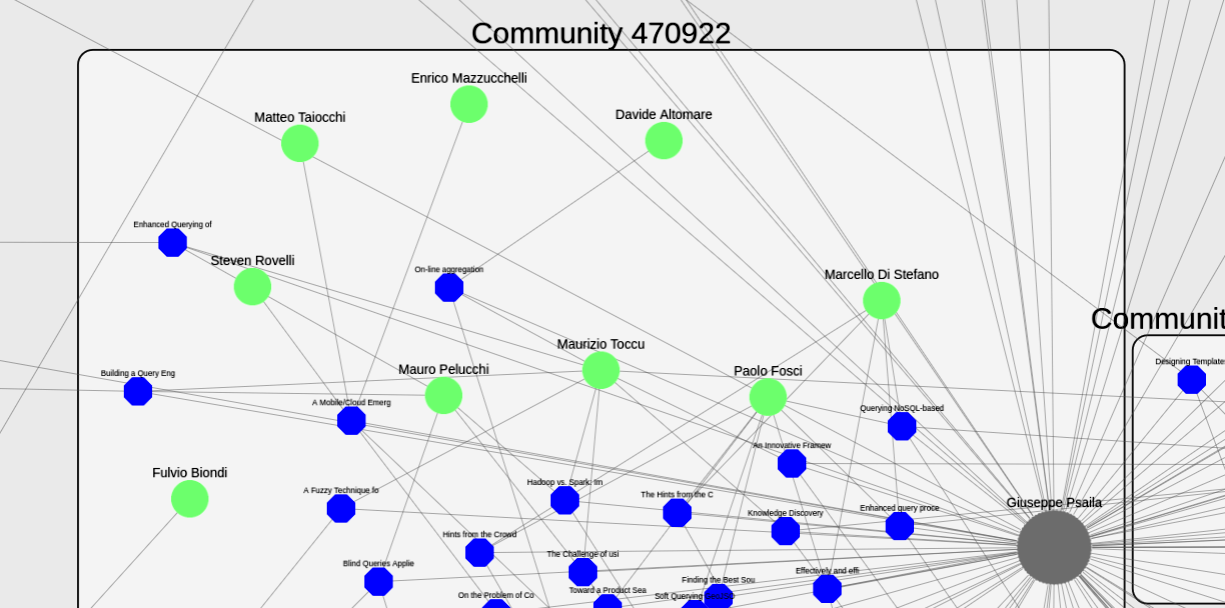 Community 470922
Enrico Mazzucchelli
Davide Altomare
Matteo Taiocchi
Enhanced Querying of
Steven Rovelli
On-line aggregation
Marcello Di Stefano
Communit
Maurizio Toccu
Designing Template
Mauro Pelucchi
Paolo Fosci
Building a Query Eng
A Mobile/Cloud Emerg
Querying NoSQL-based
An Innovative Framew
Fulvio Biondi
Hadoop vs. Spark: Im
A Fuzzy Technique fo
The Hints from the C
Giuseppe Psaila
Knowledge Discovery
Enhanced query proce
Hints from the Crowd
The Challenge of usi
Blind Queries Applie
Effectively and effi
Finding the Best Sou
Toward a Product Sea
On the Problem of Co
Soft Querying